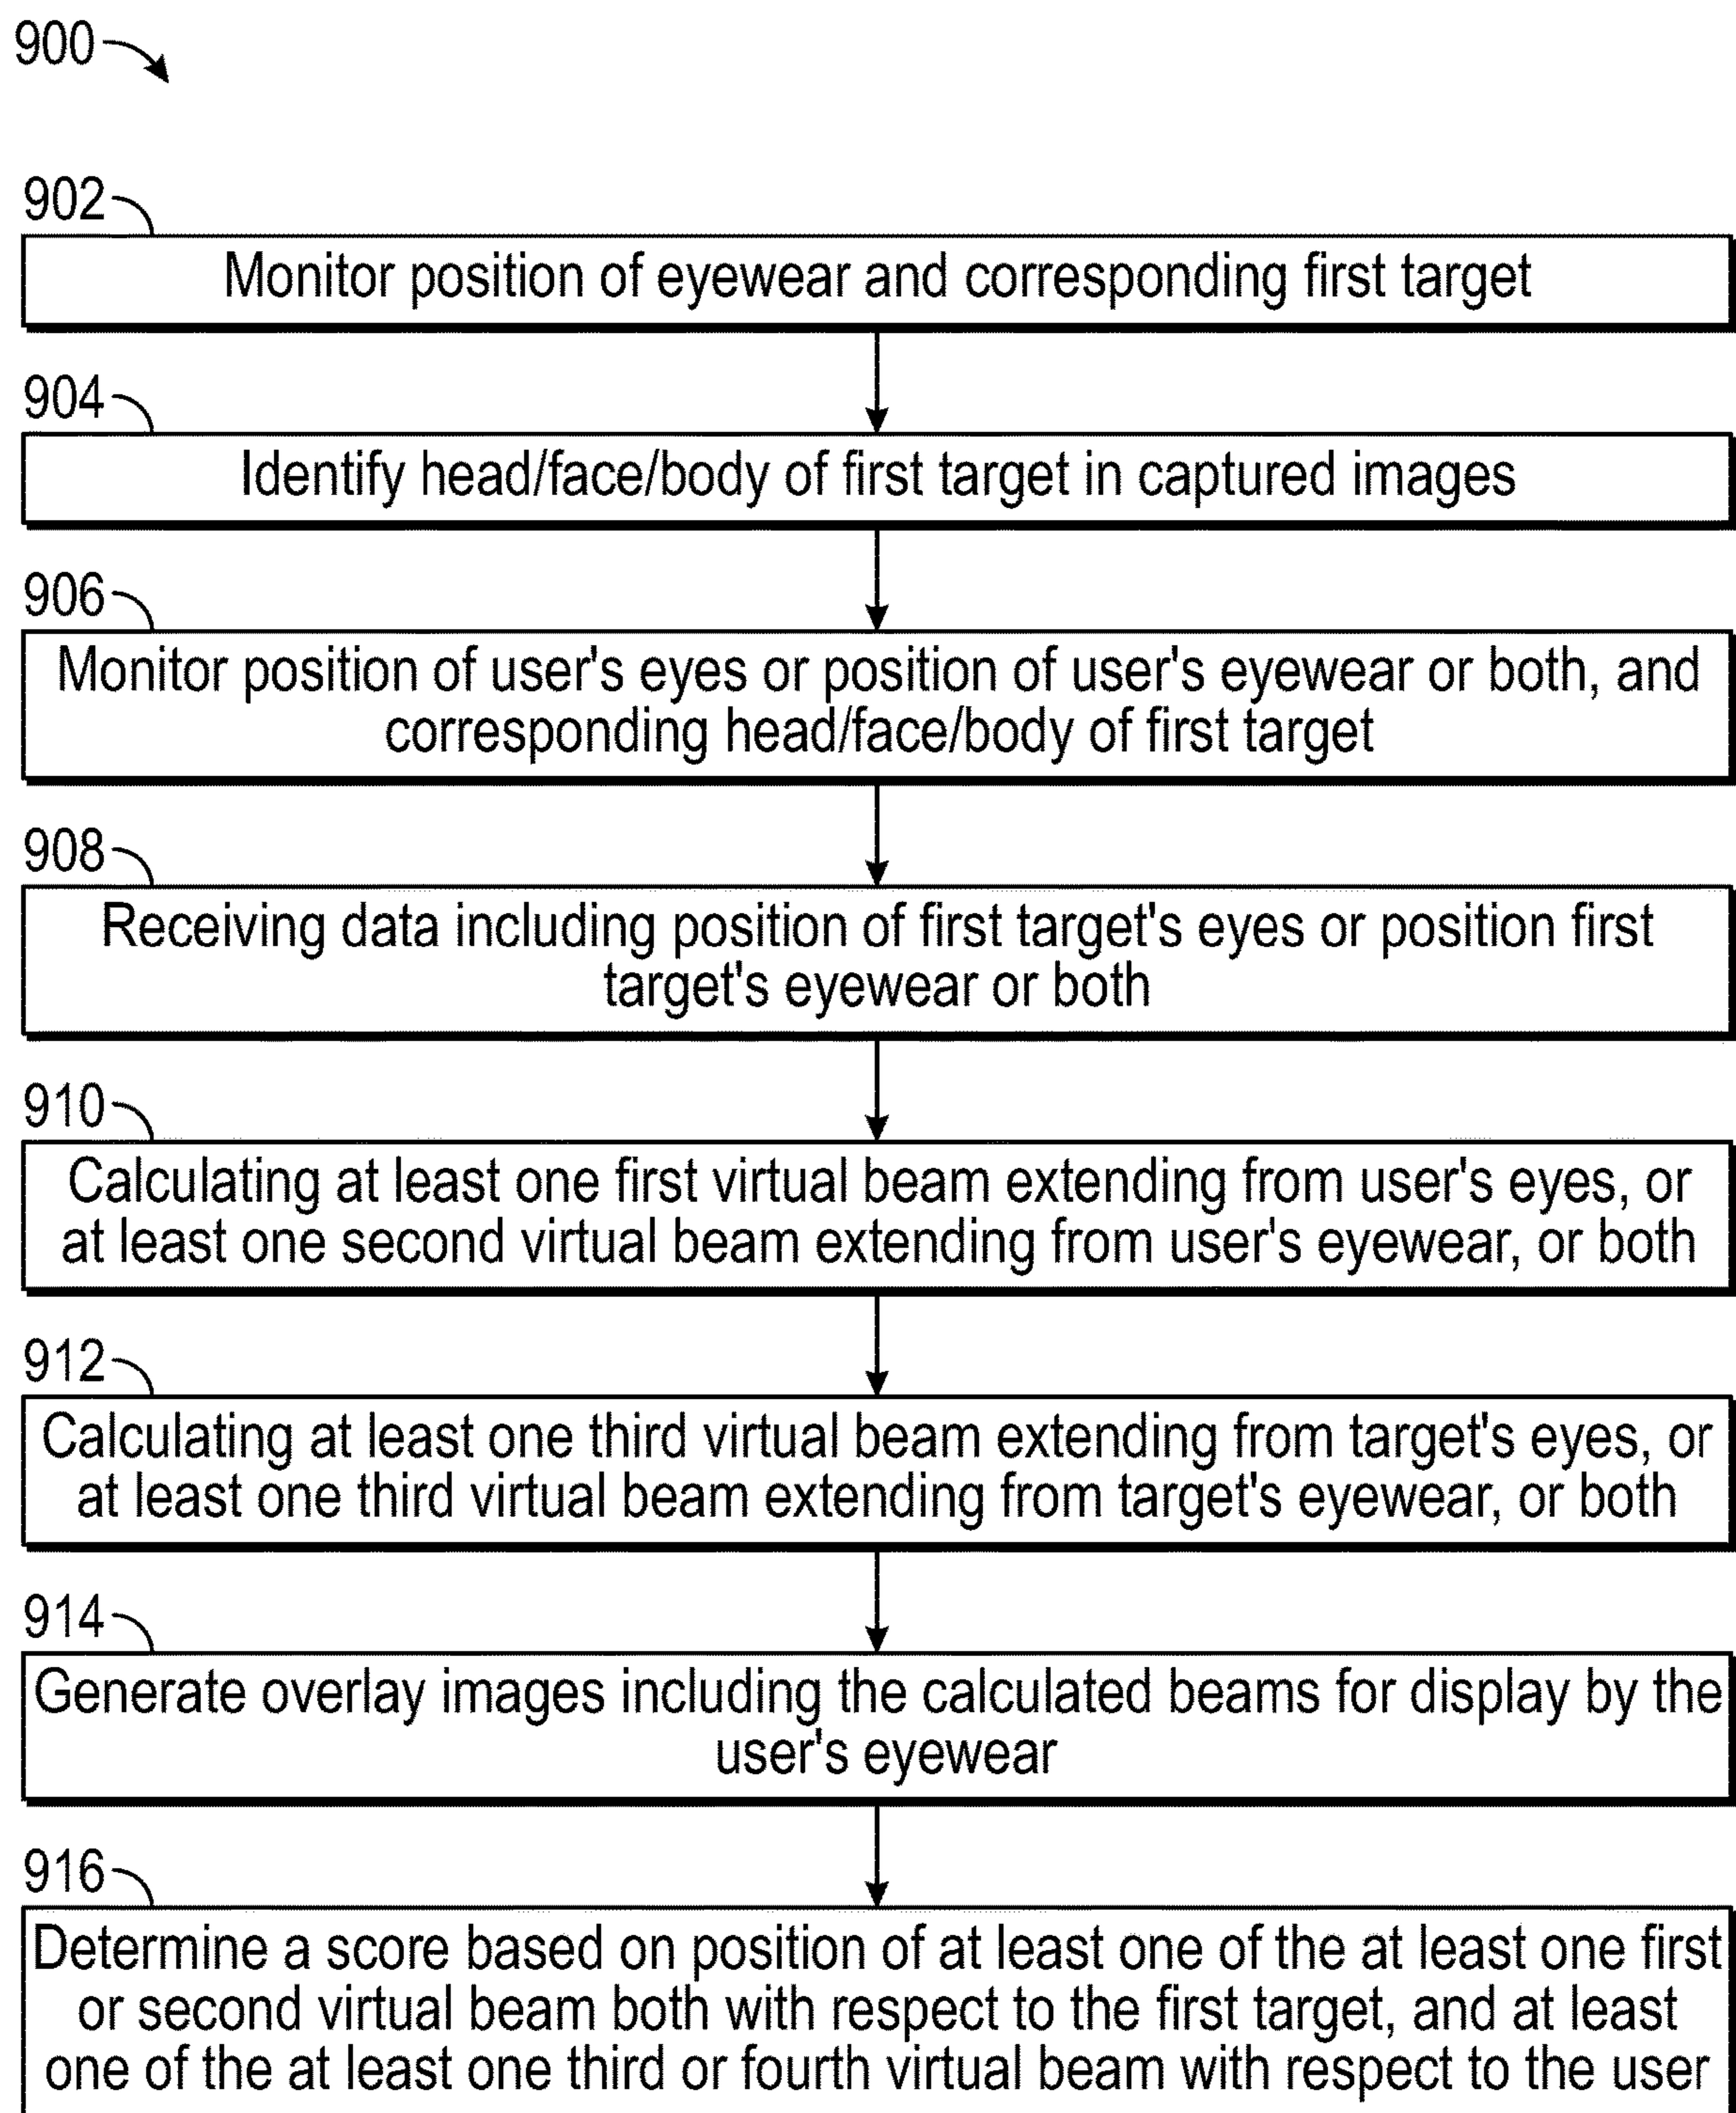 900
902
Monitor position of eyewear and corresponding first target
904
Identify head/face/body of first target in captured images
906
Monitor position of user's eyes or position of user's eyewear or both, and
corresponding head/face/body of first target
908
Receiving data including position of first target's eyes or position first
target's eyewear or both
910
Calculating at least one first virtual beam extending from user's eyes, or
at least one second virtual beam extending from user's eyewear, or both
912
Calculating at least one third virtual beam extending from target's eyes, or
at least one third virtual beam extending from target's eyewear, or both
914
Generate overlay images including the calculated beams for display by the
user's eyewear
916
Determine a score based on position of at least one of the at least one first
or second virtual beam both with respect to the first target, and at least
one of the at least one third or fourth virtual beam with respect to the user